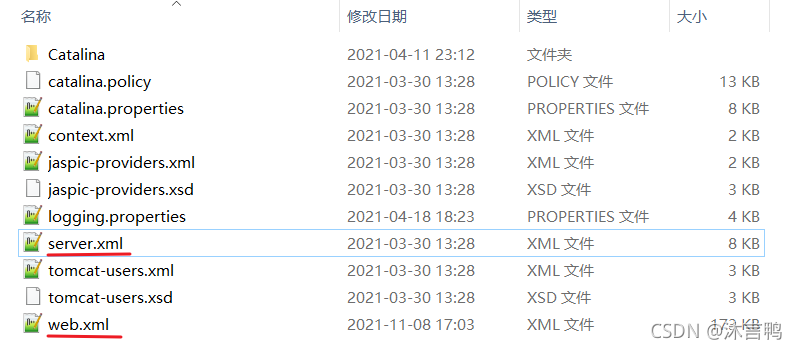 名称 修改日期 类型 大小
Catalina 2021-04-11 23:12 文件夹
catalina.policy 2021-03-30 13:28 POLICY 文件 13 KB
catalina.properties 2021-03-30 13:28 PROPERTIES 文件 8 KB
context.xml 2021-03-30 13:28 XML 文件 2 KB
jaspic-providers.xml 2021-03-30 13:28 XML 文件 2 KB
jaspic-providers.xsd 2021-03-30 13:28 XSD 文件 3 KB
logging.properties 2021-04-18 18:23 PROPERTIES 文件 4 KB
server.xml 2021-03-30 13:28 XML 文件 8 KB
tomcat-users.xml 2021-03-30 13:28 XML 文件 3 KB
tomcat-users.xsd 2021-03-30 13:28 XSD 文件 3 KB
web.xml 2021-11-08 17:03 XML 文件 KB
CSDN @沐言鸭